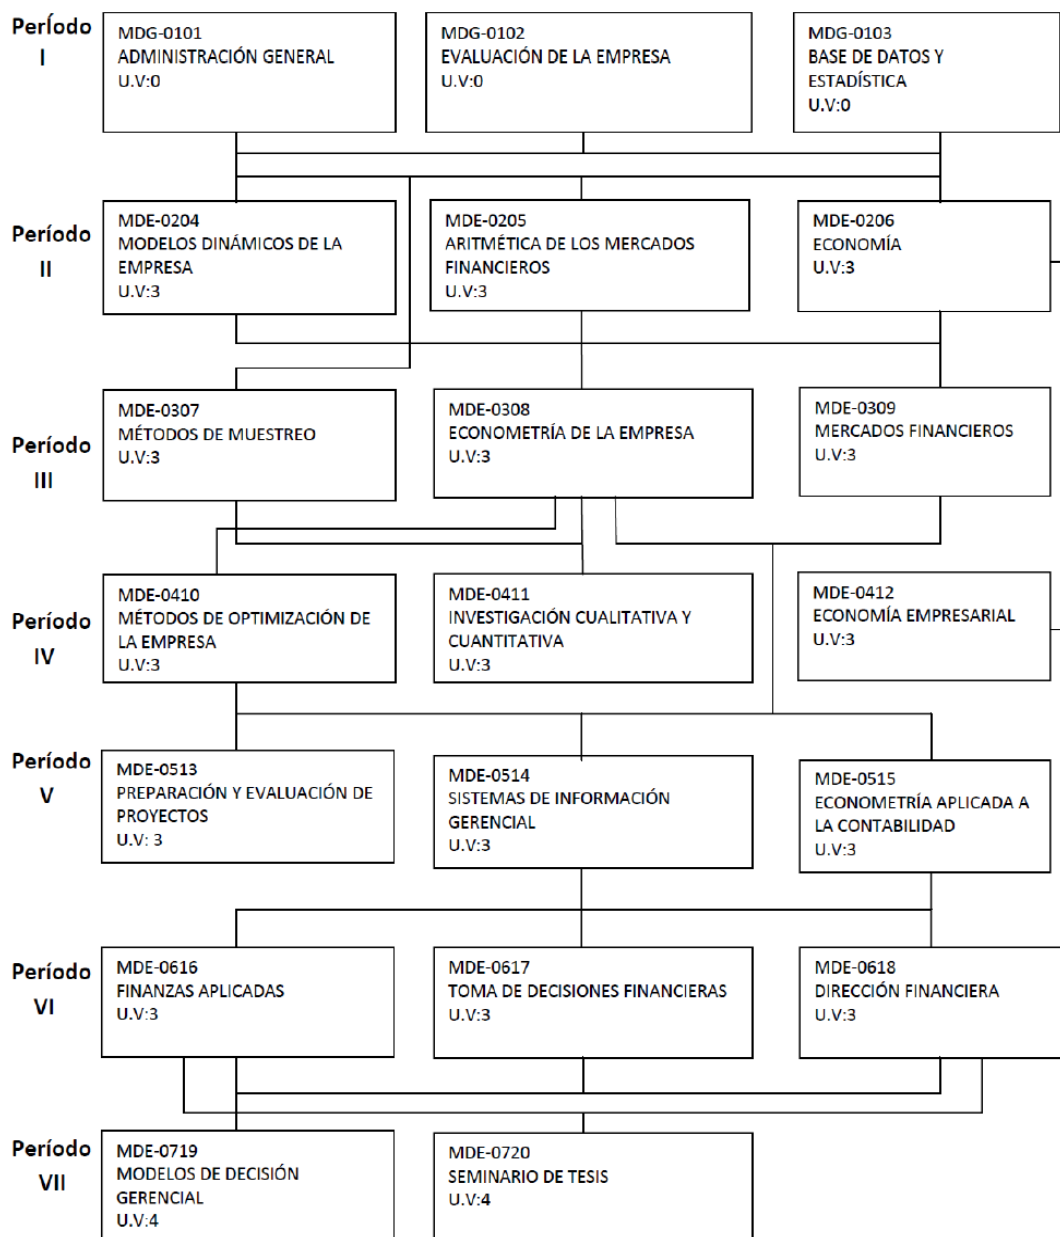 Período
I
MDG-0101
ADMINISTRACIÓN GENERAL
U.V:0
MDG-0102
EVALUACIÓN DE LA EMPRESA
U.V:0
MDG-0103
BASE DE DATOS Y
ESTADÍSTICA
U.V:0
Período
II
MDE-0204
MODELOS DINÁMICOS DE LA
EMPRESA
U.V:3
MDE-0205
ARITMÉTICA DE LOS MERCADOS
FINANCIEROS
U.V:3
MDE-0206
ECONOMÍA
U.V:3
Período
III
MDE-0307
MÉTODOS DE MUESTREO
U.V:3
MDE-0308
ECONOMETRÍA DE LA EMPRESA
U.V:3
MDE-0309
MERCADOS FINANCIEROS
U.V:3
Período
IV
MDE-0410
MÉTODOS DE OPTIMIZACIÓN DE
LA EMPRESA
U.V:3
MDE-0411
INVESTIGACIÓN CUALITATIVA Y
CUANTITATIVA
U.V:3
MDE-0412
ECONOMÍA EMPRESARIAL
U.V:3
Período
V
MDE-0513
PREPARACIÓN Y EVALUACIÓN DE
PROYECTOS
U.V: 3
MDE-0514
SISTEMAS DE INFORMACIÓN
GERENCIAL
U.V:3
MDE-0515
ECONOMETRÍA APLICADA A
LA CONTABILIDAD
U.V:3
Período
VI
MDE-0616
FINANZAS APLICADAS
U.V:3
MDE-0617
TOMA DE DECISIONES FINANCIERAS
U.V:3
MDE-0618
DIRECCIÓN FINANCIERA
U.V:3
Período
VII
MDE-0719
MODELOS DE DECISIÓN
GERENCIAL
U.V:4
MDE-0720
SEMINARIO DE TESIS
U.V:4